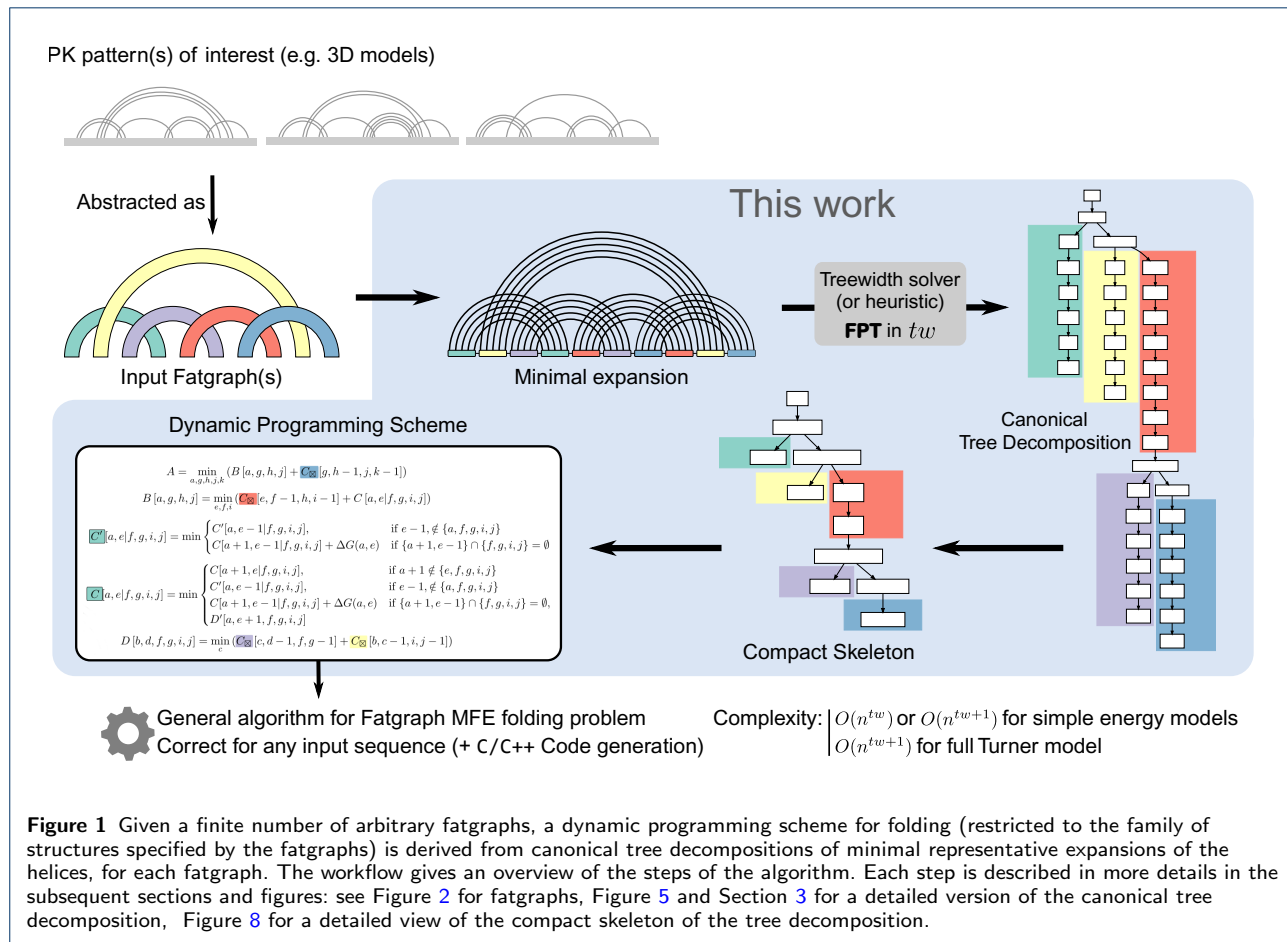 PK pattern(s) of interest (e.g. 3D models)
Abstracted as
This work
Input Fatgraph(s)
Minimal expansion
Treewidth solver
(or heuristic)
FPT in tw
Canonical
Tree Decomposition
Compact Skeleton
Dynamic Programming Scheme
A = min_{a,g,h,j,k} (B [a, g, h, j] + C_⊠ [g, h − 1, j, k − 1])
B [a, g, h, j] = min_{e,f,i} (C_⊠ [e, f − 1, h, i − 1] + C [a, e|f, g, i, j])
C′[a, e|f, g, i, j] = min { C′[a, e − 1|f, g, i, j], if e − 1, ∉ {a, f, g, i, j}
C[a + 1, e − 1|f, g, i, j] + ΔG(a, e) if {a + 1, e − 1} ∩ {f, g, i, j} = ∅
C [a, e|f, g, i, j] = min { C[a + 1, e|f, g, i, j], if a + 1 ∉ {e, f, g, i, j}
C′[a, e − 1|f, g, i, j], if e − 1, ∉ {a, f, g, i, j}
C[a + 1, e − 1|f, g, i, j] + ΔG(a, e) if {a + 1, e − 1} ∩ {f, g, i, j} = ∅,
D′[a, e + 1, f, g, i, j]
D [b, d, f, g, i, j] = min_c (C_⊠ [c, d − 1, f, g − 1] + C_⊠ [b, c − 1, i, j − 1])
General algorithm for Fatgraph MFE folding problem
Correct for any input sequence (+ C/C++ Code generation)
Complexity: O(n^{tw}) or O(n^{tw+1}) for simple energy models
O(n^{tw+1}) for full Turner model
Figure 1 Given a finite number of arbitrary fatgraphs, a dynamic programming scheme for folding (restricted to the family of
structures specified by the fatgraphs) is derived from canonical tree decompositions of minimal representative expansions of the
helices, for each fatgraph. The workflow gives an overview of the steps of the algorithm. Each step is described in more details in the
subsequent sections and figures: see Figure 2 for fatgraphs, Figure 5 and Section 3 for a detailed version of the canonical tree
decomposition, Figure 8 for a detailed view of the compact skeleton of the tree decomposition.